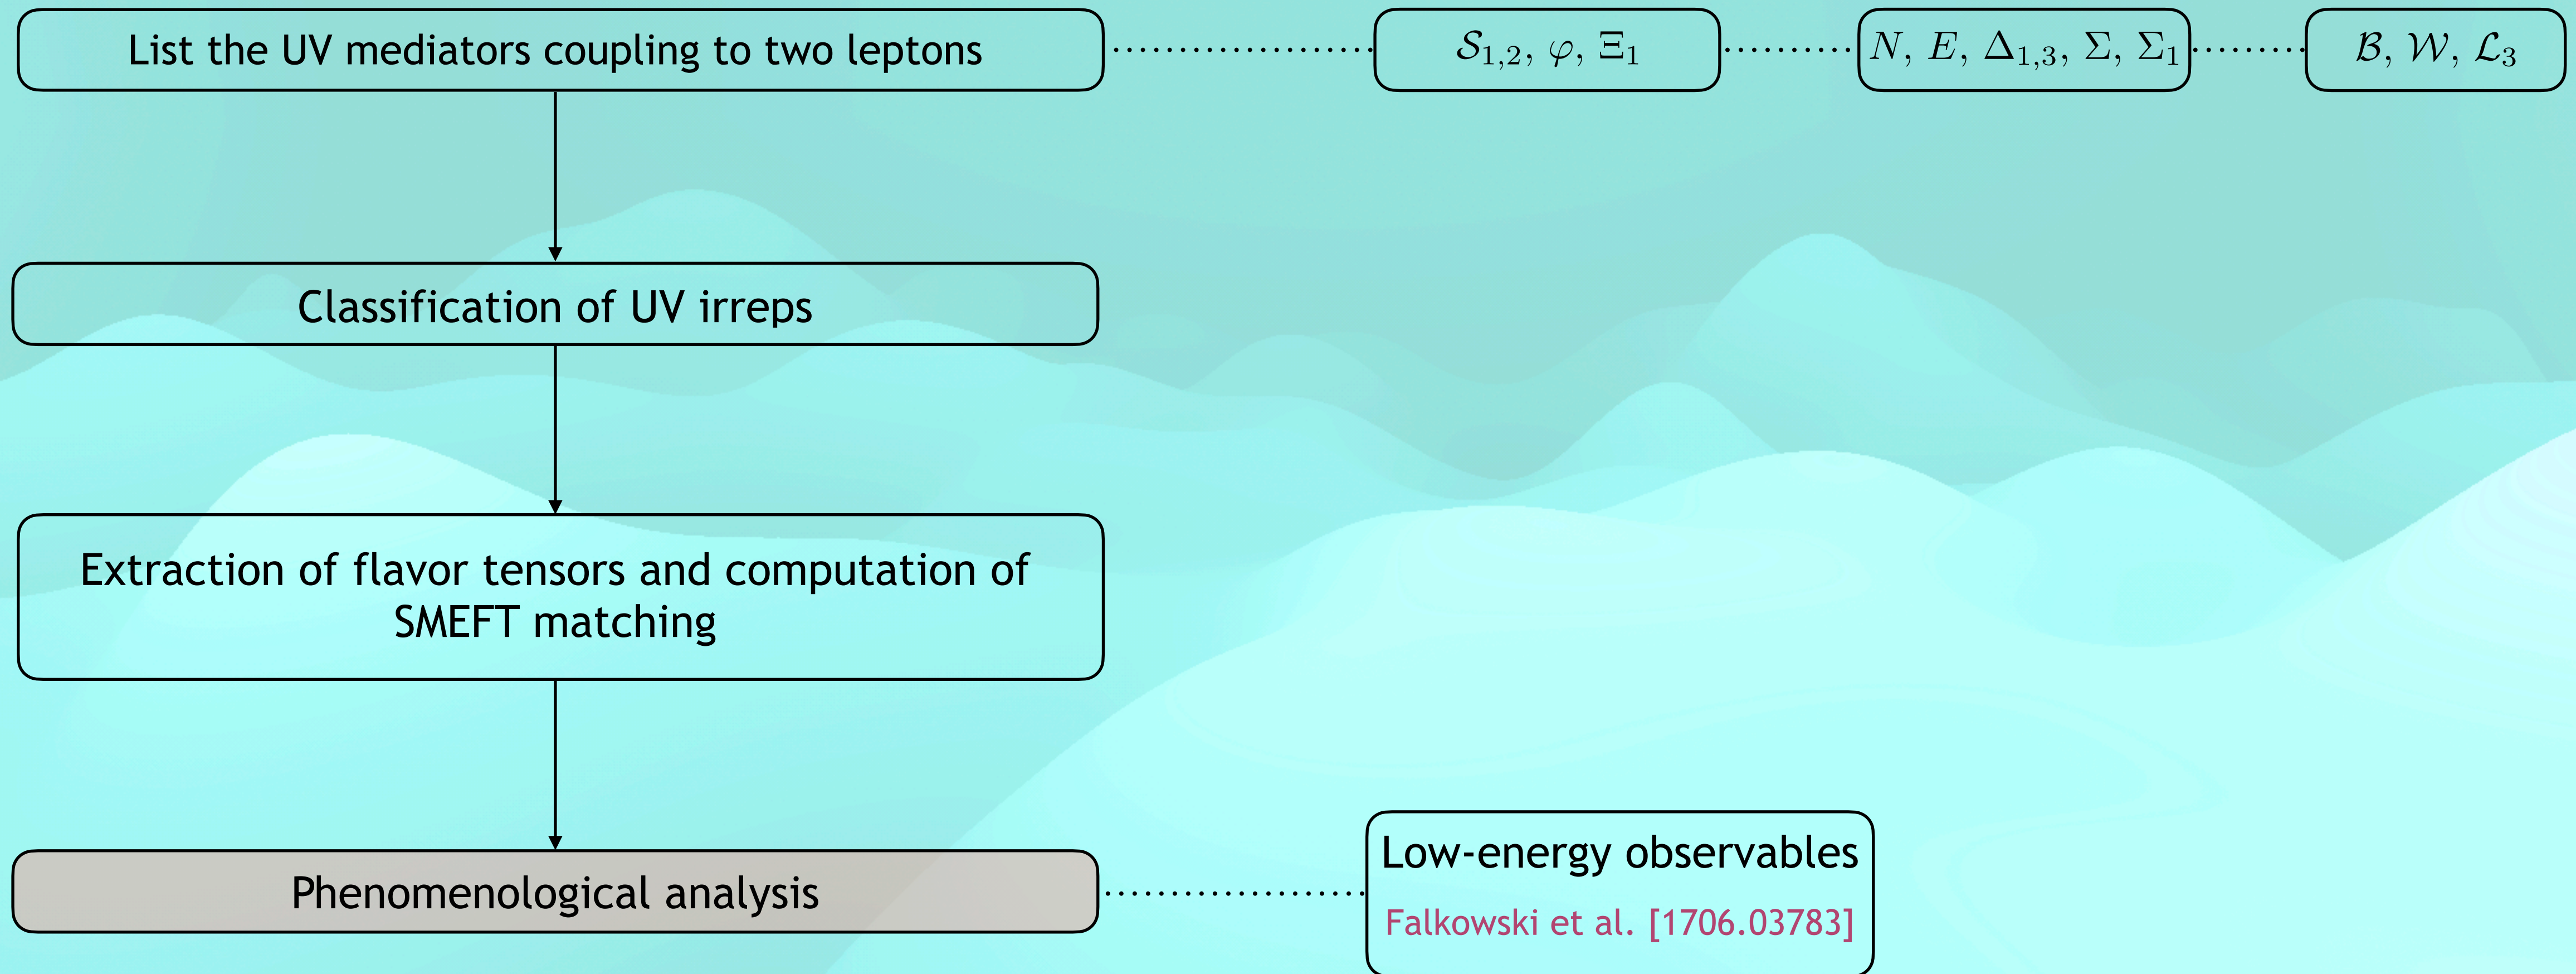 List the UV mediators coupling to two leptons
𝒮₁,₂, φ, Ξ₁
N, E, Δ₁,₃, Σ, Σ₁
ℬ, 𝒲, ℒ₃
Classification of UV irreps
Extraction of flavor tensors and computation of
SMEFT matching
Phenomenological analysis
Low-energy observables
Falkowski et al. [1706.03783]